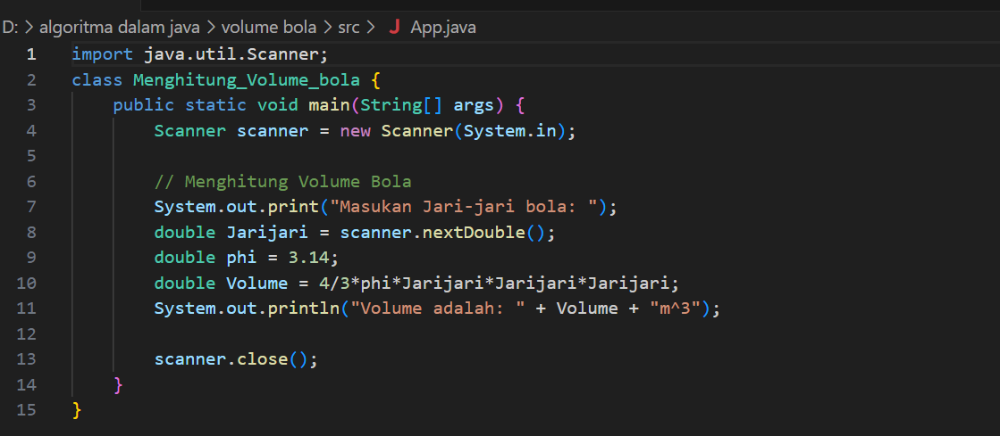 D: > algoritma dalam java > volume bola > src > J App.java
1 import java.util.Scanner;
2 class Menghitung_Volume_bola {
3 public static void main(String[] args) {
4 Scanner scanner = new Scanner(System.in);
5
6 // Menghitung Volume Bola
7 System.out.print("Masukan Jari-jari bola: ");
8 double Jarijari = scanner.nextDouble();
9 double phi = 3.14;
10 double Volume = 4/3*phi*Jarijari*Jarijari*Jarijari;
11 System.out.println("Volume adalah: " + Volume + "m^3");
12
13 scanner.close();
14 }
15 }